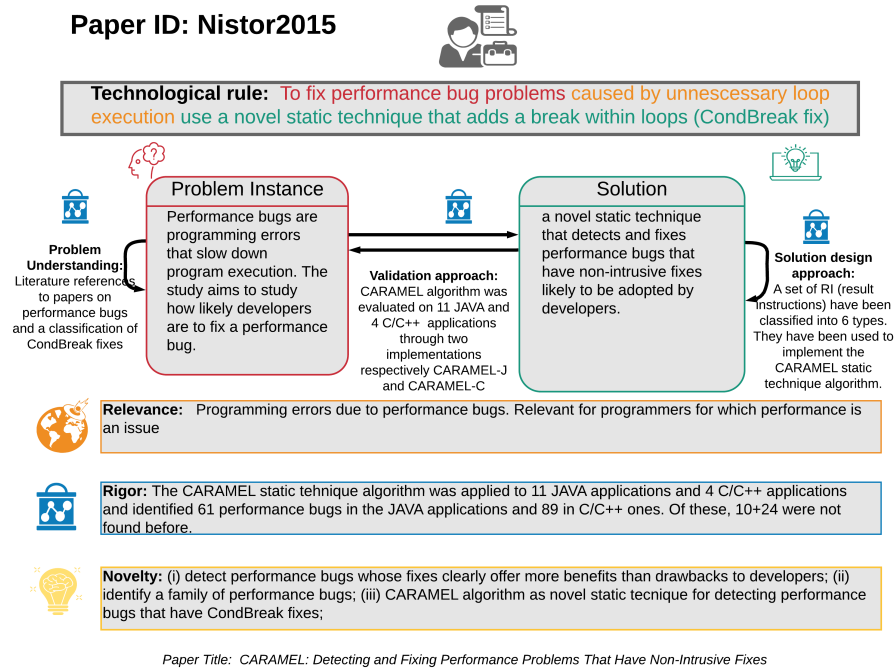 Paper ID: Nistor2015
Technological rule: To fix performance bug problems caused by unnescessary loop
execution use a novel static technique that adds a break within loops (CondBreak fix)
Problem Instance
Performance bugs are
programming errors
that slow down
program execution. The
study aims to study
how likely developers
are to fix a performance
bug.
Solution
a novel static technique
that detects and fixes
performance bugs that
have non-intrusive fixes
likely to be adopted by
developers.
Problem
Understanding:
Literature references
to papers on
performance bugs
and a classification of
CondBreak fixes
Validation approach:
CARAMEL algorithm was
evaluated on 11 JAVA and
4 C/C++ applications
through two
implementations
respectively CARAMEL-J
and CARAMEL-C
Solution design
approach:
A set of RI (result
instructions) have been
classified into 6 types.
They have been used to
implement the
CARAMEL static
technique algorithm.
Relevance: Programming errors due to performance bugs. Relevant for programmers for which performance is
an issue
Rigor: The CARAMEL static tehnique algorithm was applied to 11 JAVA applications and 4 C/C++ applications
and identified 61 performance bugs in the JAVA applications and 89 in C/C++ ones. Of these, 10+24 were not
found before.
Novelty: (i) detect performance bugs whose fixes clearly offer more benefits than drawbacks to developers; (ii)
identify a family of performance bugs; (iii) CARAMEL algorithm as novel static tecnique for detecting performance
bugs that have CondBreak fixes;
Paper Title: CARAMEL: Detecting and Fixing Performance Problems That Have Non-Intrusive Fixes